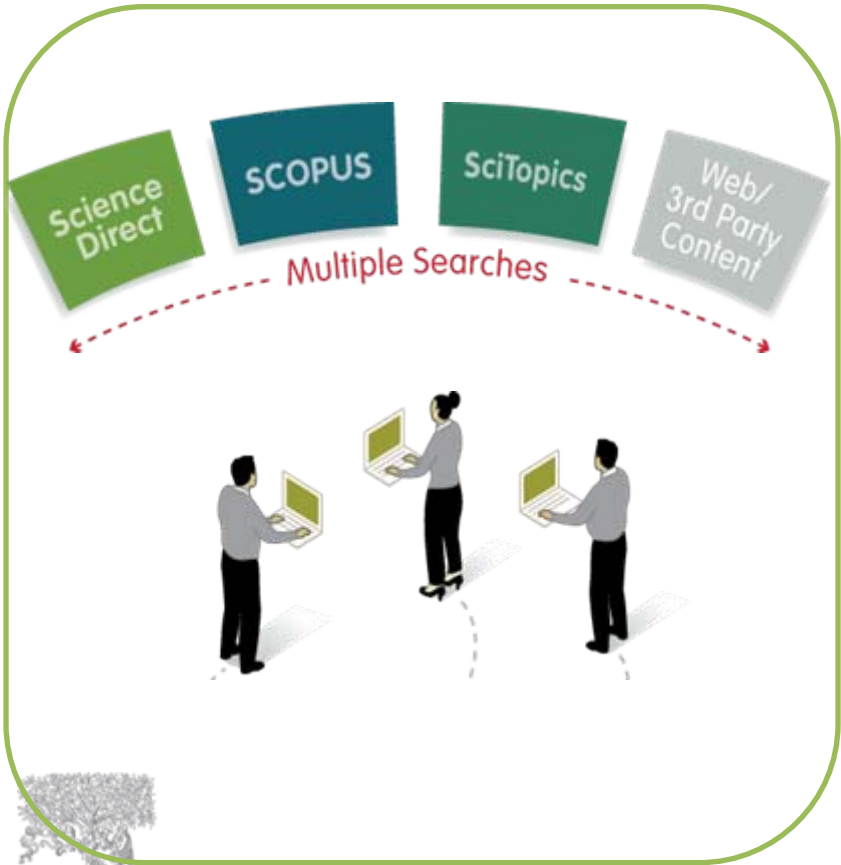 Science
Direct
SCOPUS
SciTopics
Web/
3rd Party
Content
Multiple Searches